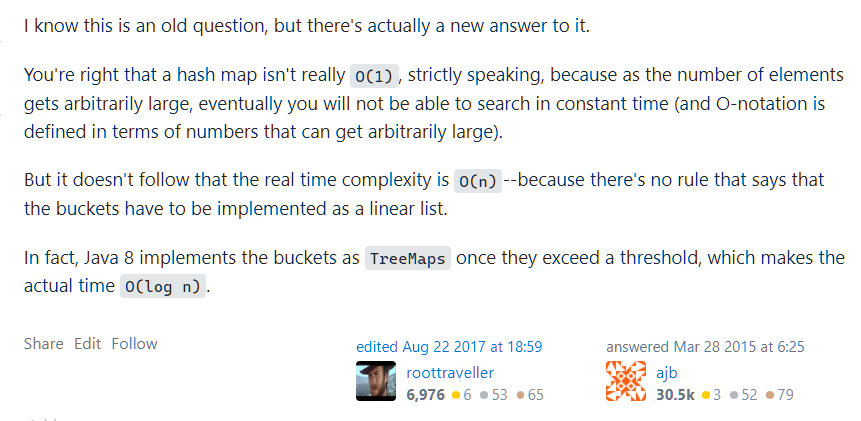 I know this is an old question, but there's actually a new answer to it.
You're right that a hash map isn't really O(1), strictly speaking, because as the number of elements
gets arbitrarily large, eventually you will not be able to search in constant time (and O-notation is
defined in terms of numbers that can get arbitrarily large).
But it doesn't follow that the real time complexity is O(n)--because there's no rule that says that
the buckets have to be implemented as a linear list.
In fact, Java 8 implements the buckets as TreeMaps once they exceed a threshold, which makes the
actual time O(log n).
Share Edit Follow
edited Aug 22 2017 at 18:59
roottraveller
6,976 ●6 ●53 ●65
answered Mar 28 2015 at 6:25
ajb
30.5k ●3 ●52 ●79